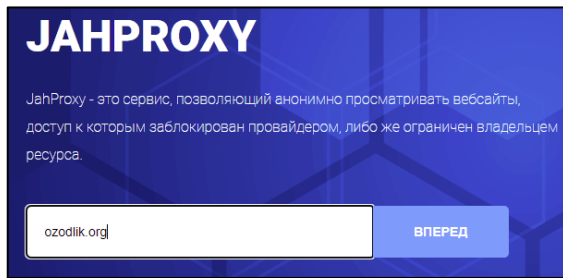 JAHPROXY
JahProxy - это сервис, позволяющий анонимно просматривать вебсайты,
доступ к которым заблокирован провайдером, либо же ограничен владельцем
ресурса.
ozodlik.org
ВПЕРЕД